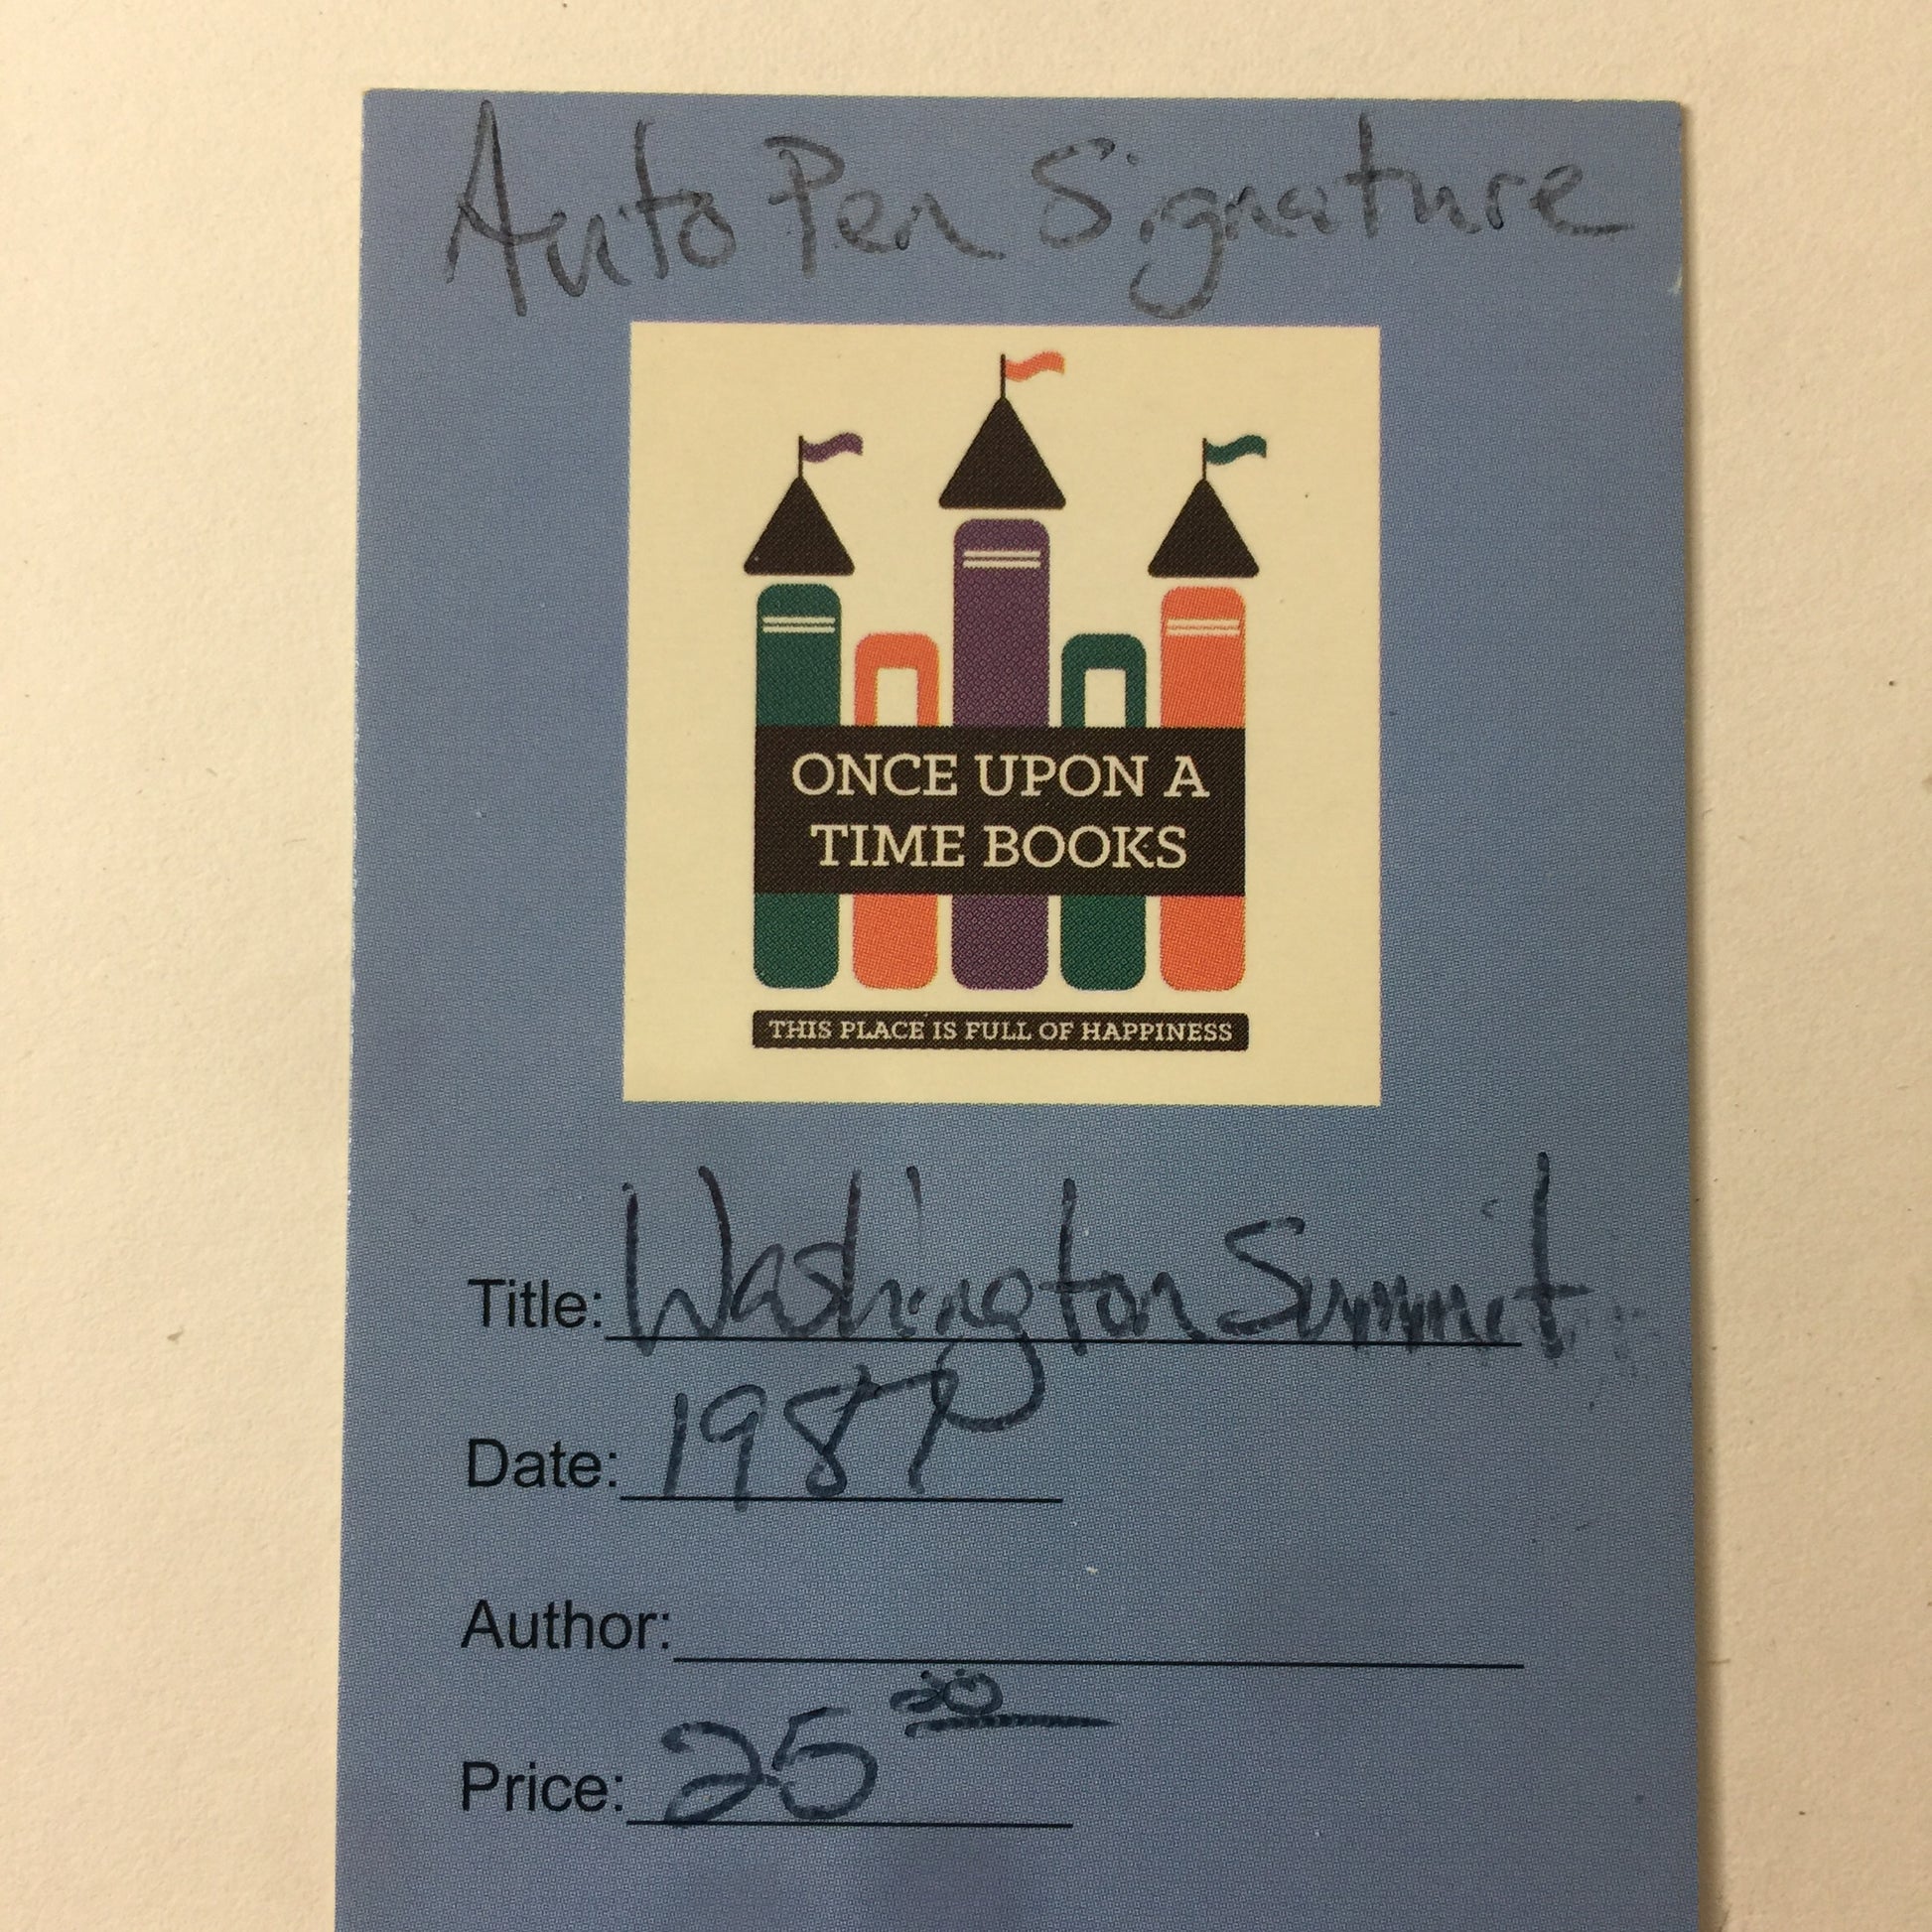 Auto Pen Signature
ONCE UPON A
TIME BOOKS
THIS PLACE IS FULL OF HAPPINESS
Title: Washington Summit
Date: 1987
Author:
Price: 25 00